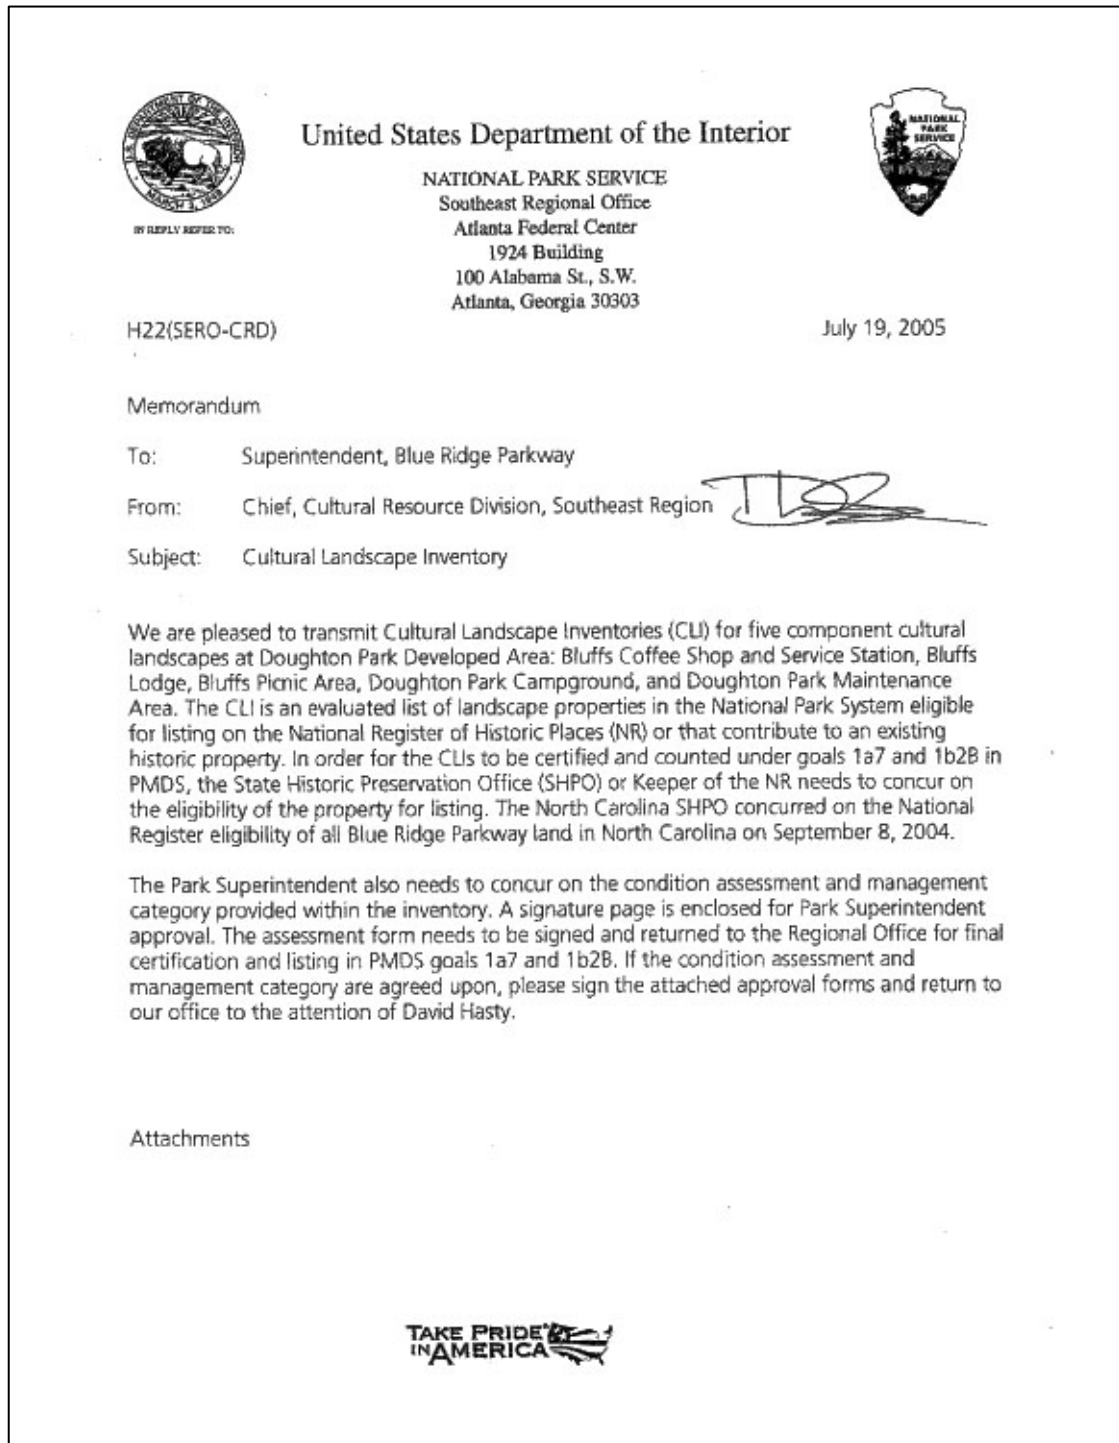 U.S. DEPARTMENT OF THE INTERIOR
MARCH 3, 1849
IN REPLY REFER TO:
United States Department of the Interior
NATIONAL PARK SERVICE
Southeast Regional Office
Atlanta Federal Center
1924 Building
100 Alabama St., S.W.
Atlanta, Georgia 30303
NATIONAL
PARK
SERVICE
H22(SERO-CRD)
July 19, 2005
Memorandum
To: Superintendent, Blue Ridge Parkway
From: Chief, Cultural Resource Division, Southeast Region
Subject: Cultural Landscape Inventory
We are pleased to transmit Cultural Landscape Inventories (CLI) for five component cultural
landscapes at Doughton Park Developed Area: Bluffs Coffee Shop and Service Station, Bluffs
Lodge, Bluffs Picnic Area, Doughton Park Campground, and Doughton Park Maintenance
Area. The CLI is an evaluated list of landscape properties in the National Park System eligible
for listing on the National Register of Historic Places (NR) or that contribute to an existing
historic property. In order for the CLIs to be certified and counted under goals 1a7 and 1b2B in
PMDS, the State Historic Preservation Office (SHPO) or Keeper of the NR needs to concur on
the eligibility of the property for listing. The North Carolina SHPO concurred on the National
Register eligibility of all Blue Ridge Parkway land in North Carolina on September 8, 2004.
The Park Superintendent also needs to concur on the condition assessment and management
category provided within the inventory. A signature page is enclosed for Park Superintendent
approval. The assessment form needs to be signed and returned to the Regional Office for final
certification and listing in PMDS goals 1a7 and 1b2B. If the condition assessment and
management category are agreed upon, please sign the attached approval forms and return to
our office to the attention of David Hasty.
Attachments
TAKE PRIDE
IN AMERICA